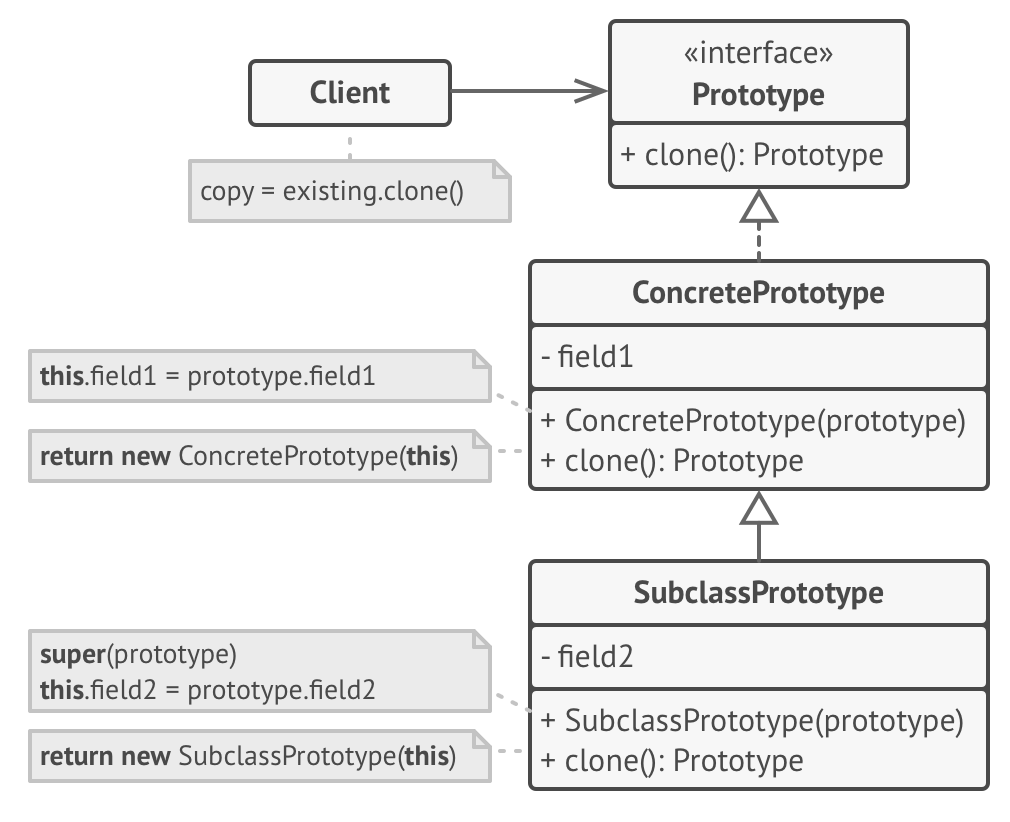 «interface»
Prototype
+ clone(): Prototype
Client
copy = existing.clone()
ConcretePrototype
- field1
+ ConcretePrototype(prototype)
+ clone(): Prototype
this.field1 = prototype.field1
return new ConcretePrototype(this)
SubclassPrototype
- field2
+ SubclassPrototype(prototype)
+ clone(): Prototype
super(prototype)
this.field2 = prototype.field2
return new SubclassPrototype(this)